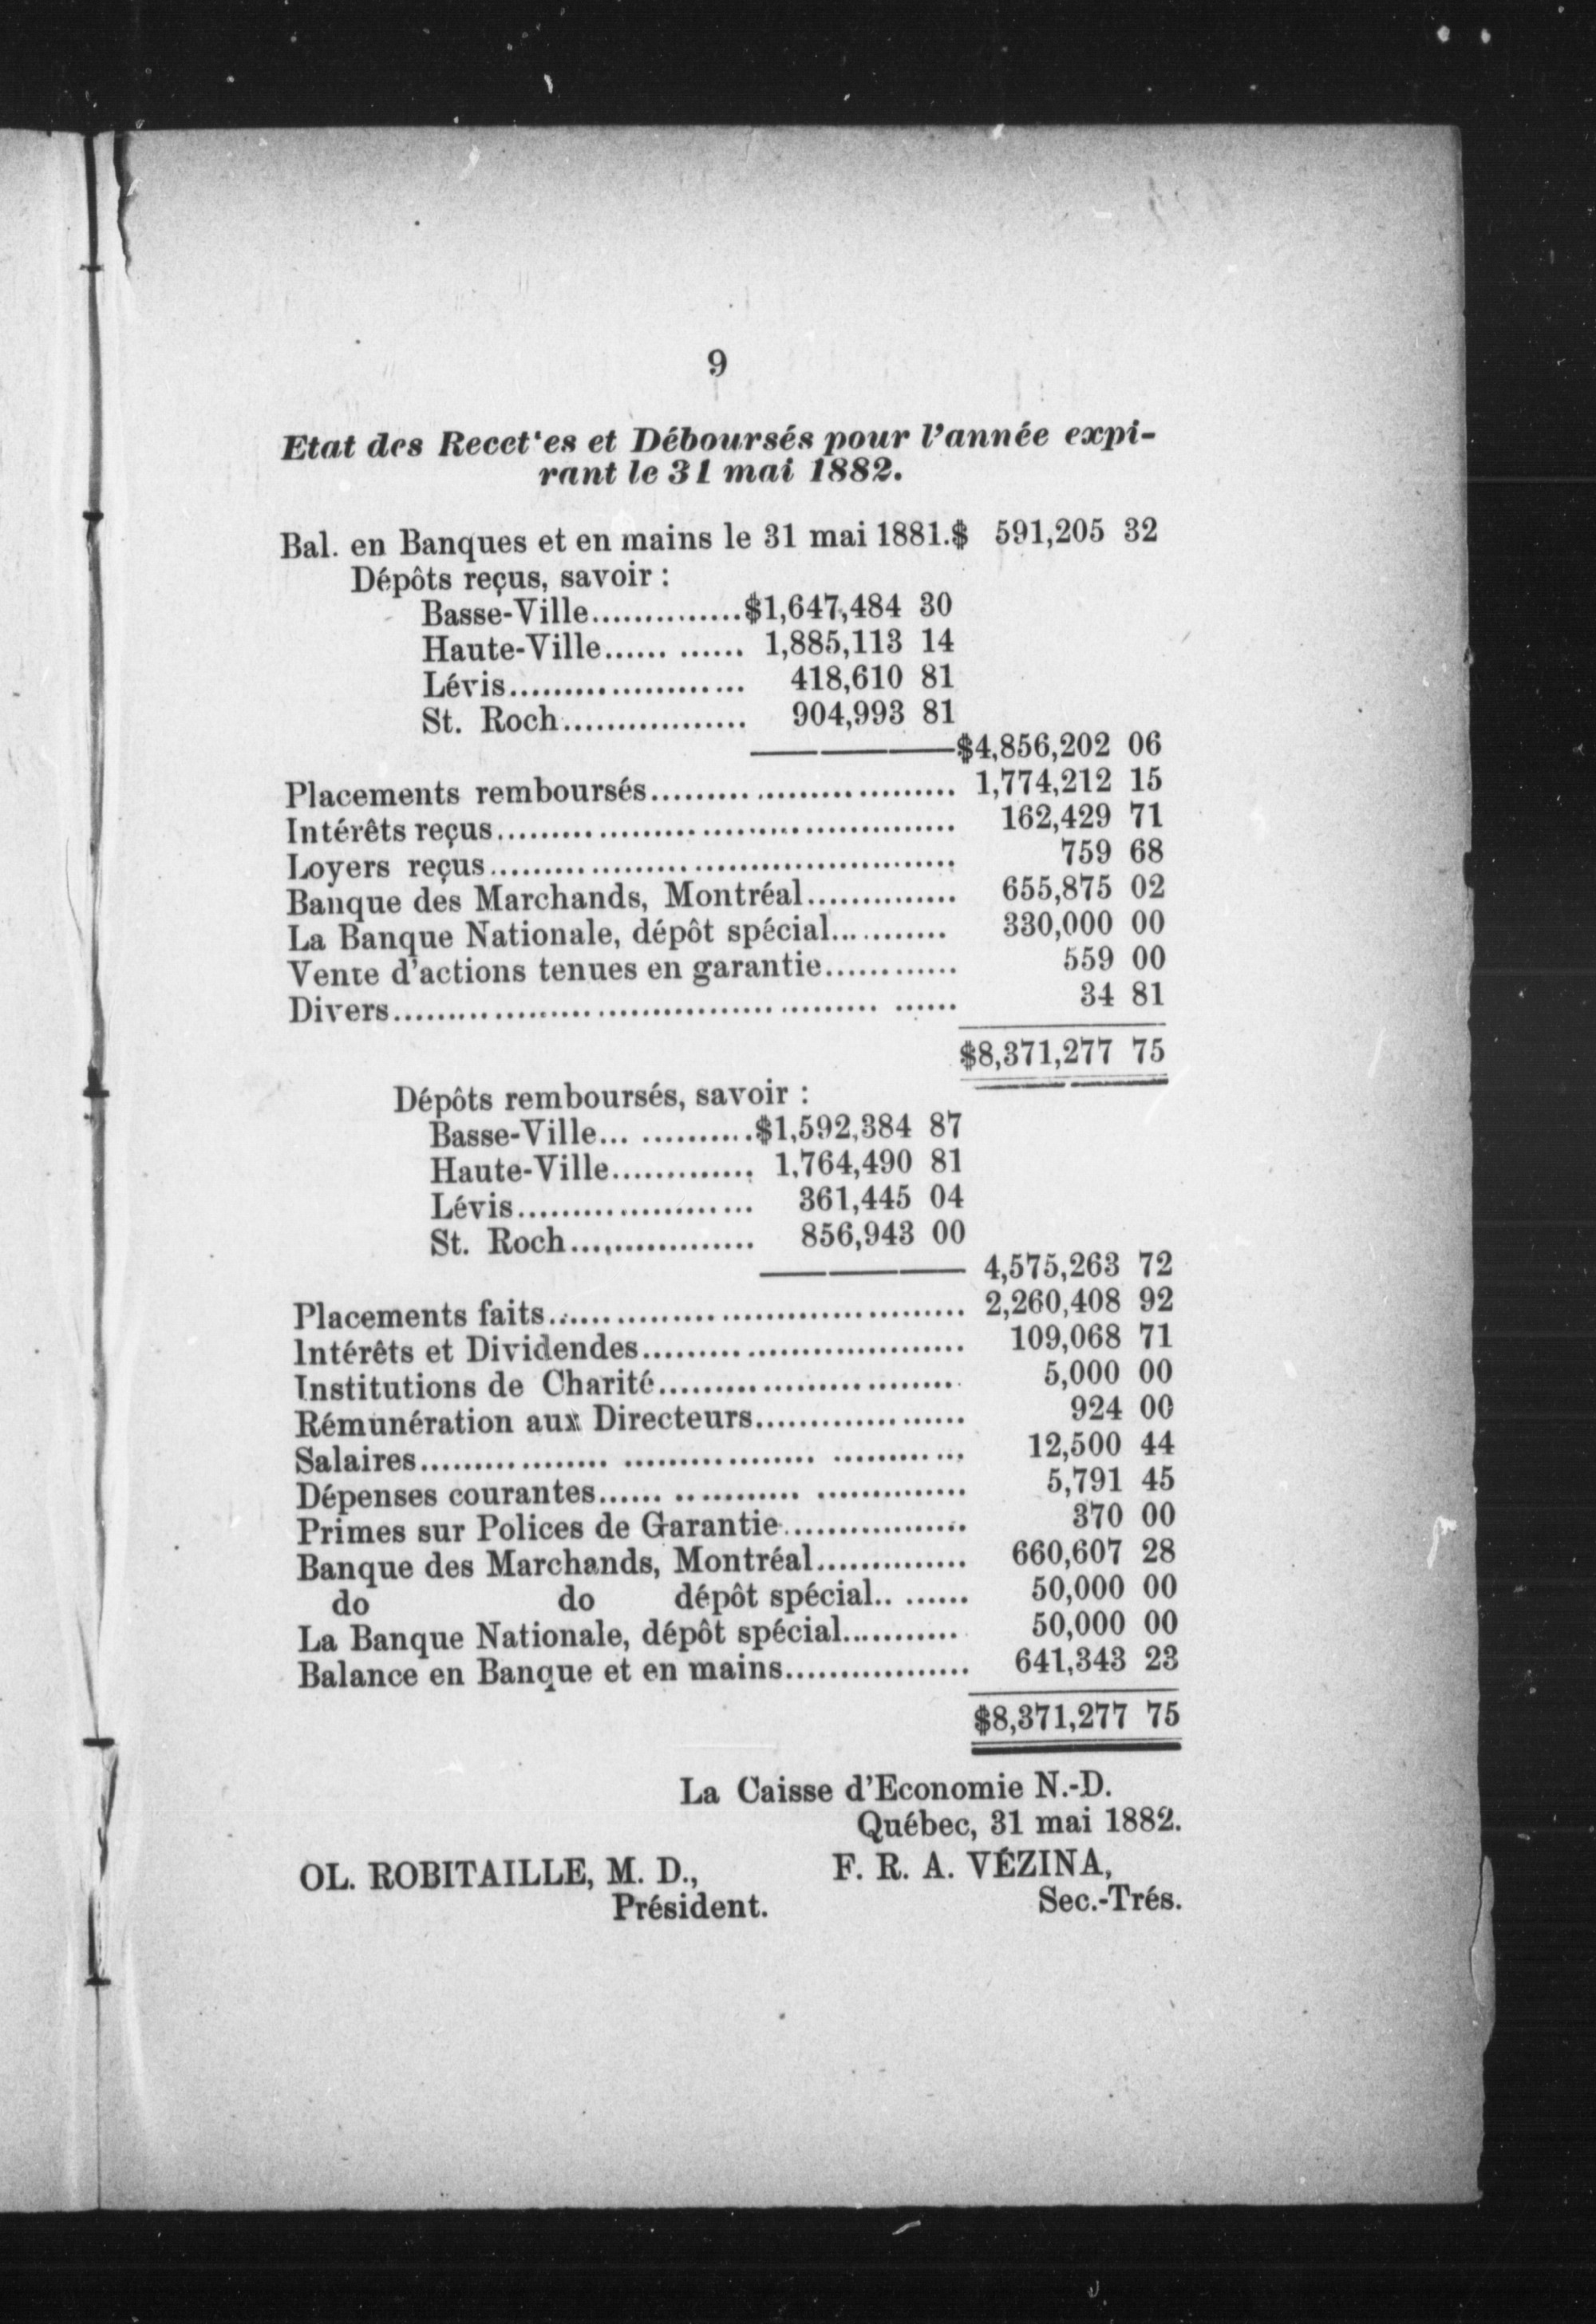 9
Etat des Recet'es et Déboursés pour l'année expi-
rant le 31 mai 1882.
Bal. en Banques et en mains le 31 mai 1881.$ 591,205 32
Dépôts reçus, savoir :
Basse-Ville...............$1,647,484 30
Haute-Ville...... ...... 1,885,113 14
Lévis...................... 418,610 81
St. Roch................. 904,993 81
$4,856,202 06
Placements remboursés............................ 1,774,212 15
Intérêts reçus.......................................... 162,429 71
Loyers reçus........................................... 759 68
Banque des Marchands, Montréal.............. 655,875 02
La Banque Nationale, dépôt spécial........... 330,000 00
Vente d'actions tenues en garantie............ 559 00
Divers................................... ......... ...... 34 81
$8,371,277 75
Dépôts remboursés, savoir :
Basse-Ville... ..........$1,592,384 87
Haute-Ville............. 1,764,490 81
Lévis...................... 361,445 04
St. Roch................. 856,943 00
4,575,263 72
Placements faits...................................... 2,260,408 92
Intérêts et Dividendes.............................. 109,068 71
Institutions de Charité............................ 5,000 00
Rémunération aux Directeurs................... 924 00
Salaires................. .................. ............ 12,500 44
Dépenses courantes...... ............ .............. 5,791 45
Primes sur Polices de Garantie................. 370 00
Banque des Marchands, Montréal.............. 660,607 28
do do dépôt spécial.. ...... 50,000 00
La Banque Nationale, dépôt spécial........... 50,000 00
Balance en Banque et en mains................. 641,343 23
$8,371,277 75
La Caisse d'Economie N.-D.
Québec, 31 mai 1882.
OL. ROBITAILLE, M. D., F. R. A. VÉZINA,
Président. Sec.-Trés.